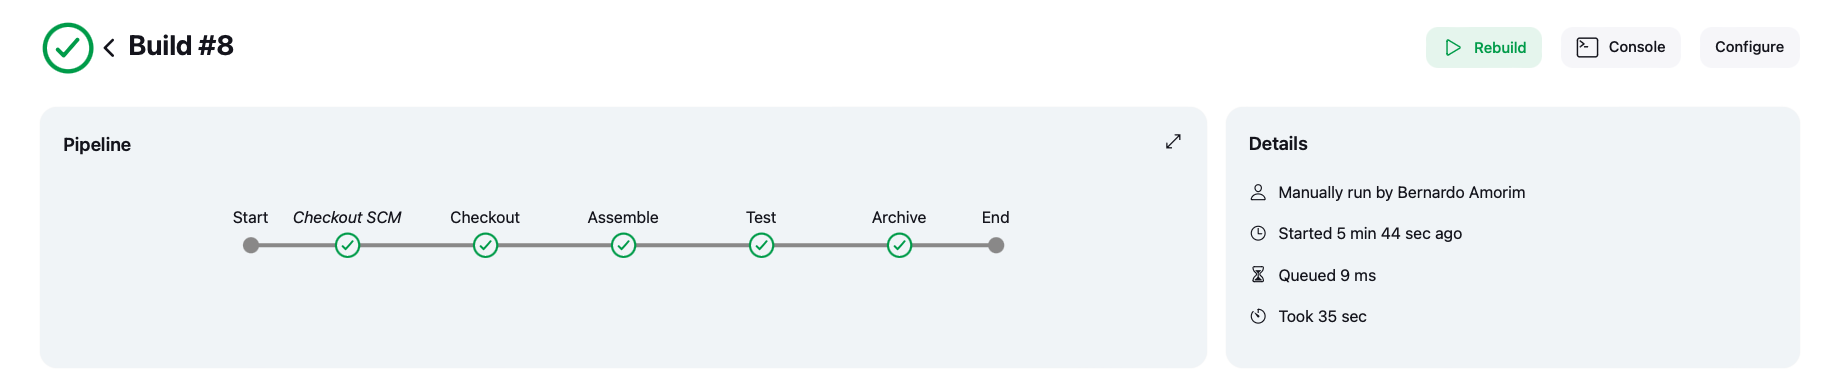 Build #8
Rebuild
Console
Configure
Pipeline
Start Checkout SCM Checkout Assemble Test Archive End
Details
Manually run by Bernardo Amorim
Started 5 min 44 sec ago
Queued 9 ms
Took 35 sec